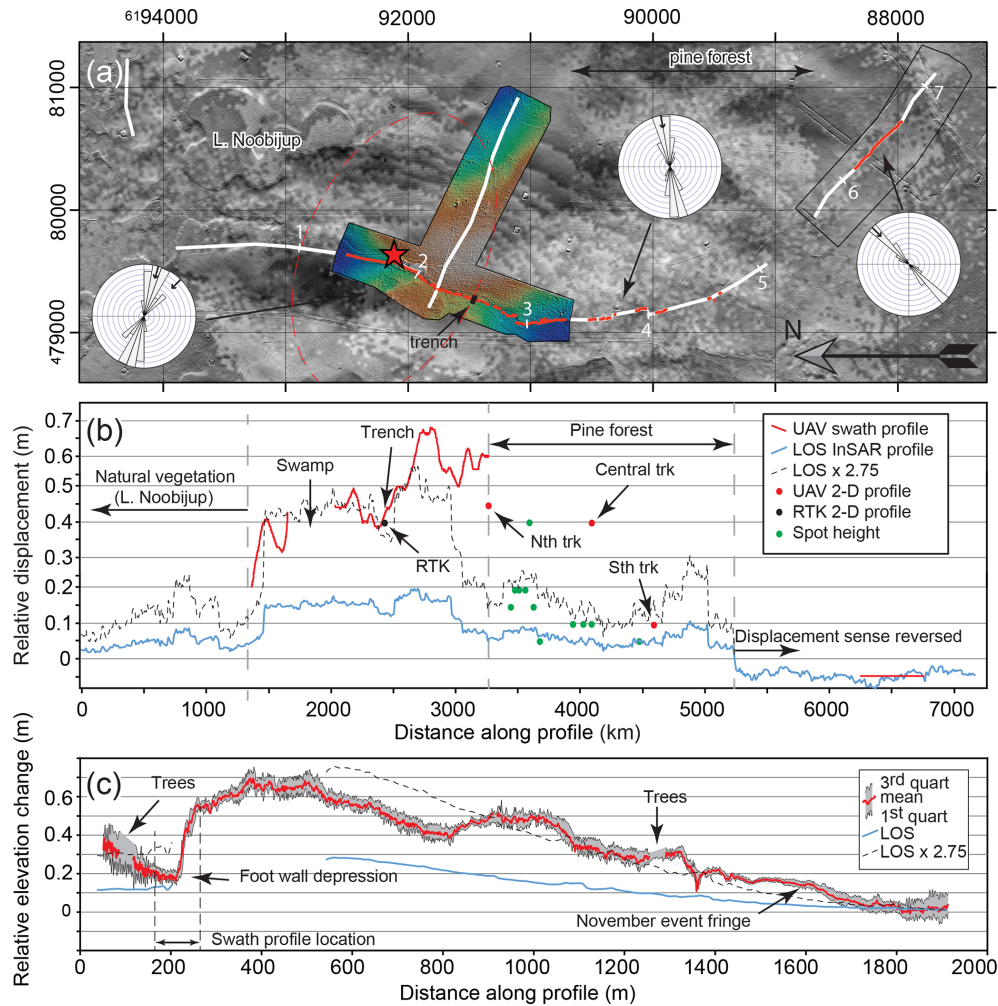 6194000
92000
90000
88000
(a)
pine forest
81000
L. Noobijup
7
6
80000
1
2
5
3
4
479000
trench
N
(b)
0.7
Trench
Pine forest
UAV swath profile
LOS InSAR profile
LOS x 2.75
UAV 2-D profile
RTK 2-D profile
Spot height
0.6
Swamp
Central trk
Natural vegetation
(L. Noobijup)
0.5
0.4
Nth trk
RTK
0.3
Sth trk
0.2
0.1
Displacement sense reversed
0
Relative displacement (m)
0
1000
2000
3000
4000
5000
6000
7000
Distance along profile (km)
(c)
Trees
3rd quart
mean
1st quart
LOS
LOS x 2.75
0.6
Trees
0.4
Foot wall depression
0.2
November event fringe
0
Swath profile location
Relative elevation change (m)
0
200
400
600
800
1000
1200
1400
1600
1800
2000
Distance along profile (m)